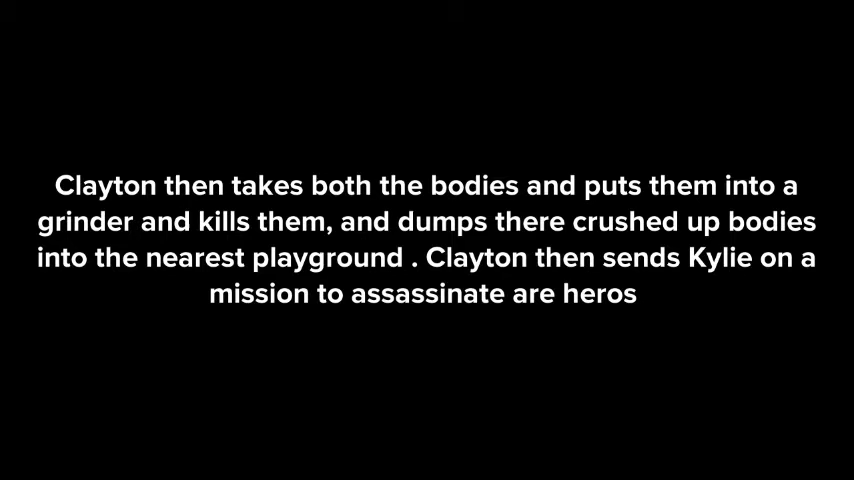 Clayton then takes both the bodies and puts them into a
grinder and kills them, and dumps there crushed up bodies
into the nearest playground . Clayton then sends Kylie on a
mission to assassinate are heros